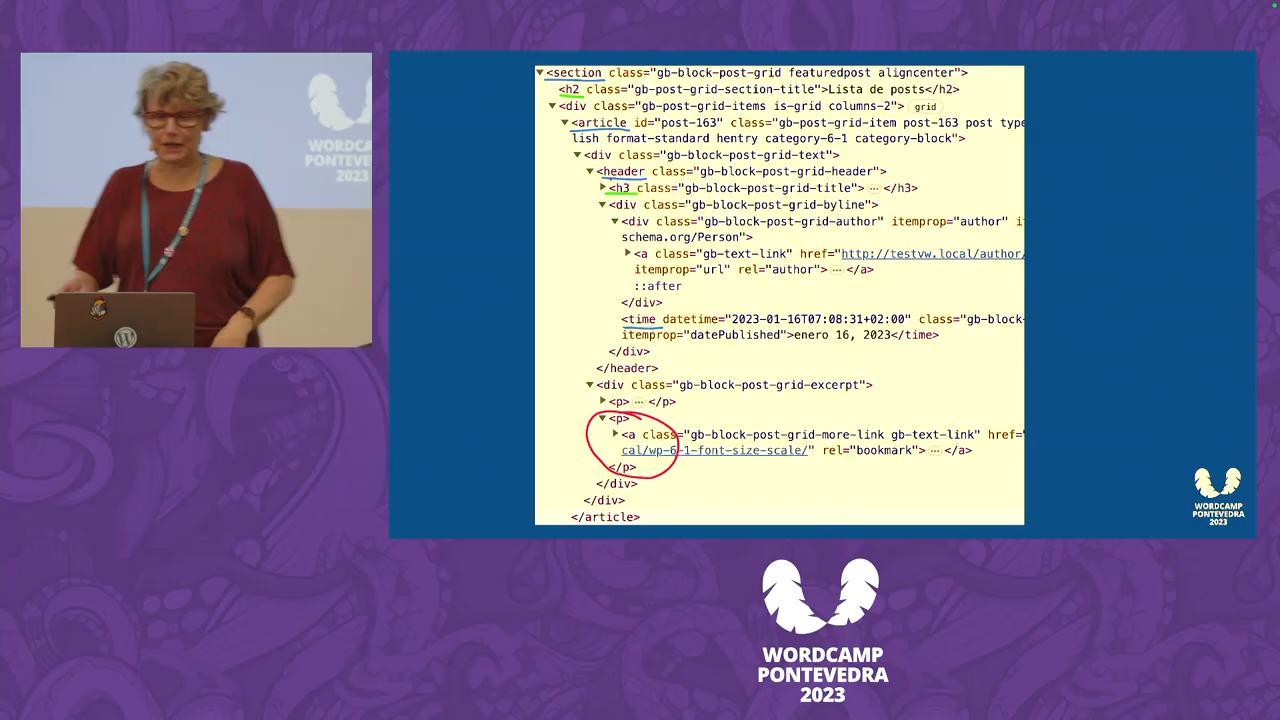 WORDCAMP
PONTEVEDRA
2023
<section class="gb-block-post-grid featuredpost aligncenter">
<h2 class="gb-post-grid-section-title">Lista de posts</h2>
<div class="gb-post-grid-items is-grid columns-2"> grid
<article id="post-163" class="gb-post-grid-item post-163 post type
lish format-standard hentry category-6-1 category-block">
<div class="gb-block-post-grid-text">
<header class="gb-block-post-grid-header">
<h3 class="gb-block-post-grid-title"> ⋯ </h3>
<div class="gb-block-post-grid-byline">
<div class="gb-block-post-grid-author" itemprop="author" it
schema.org/Person">
<a class="gb-text-link" href="http://testvw.local/author/
itemprop="url" rel="author"> ⋯ </a>
::after
</div>
<time datetime="2023-01-16T07:08:31+02:00" class="gb-block-
itemprop="datePublished">enero 16, 2023</time>
</div>
</header>
<div class="gb-block-post-grid-excerpt">
<p> ⋯ </p>
<p>
<a class="gb-block-post-grid-more-link gb-text-link" href="
cal/wp-6-1-font-size-scale/" rel="bookmark"> ⋯ </a>
</p>
</div>
</div>
</article>
WORDCAMP
PONTEVEDRA
2023
WORDCAMP
PONTEVEDRA
2023